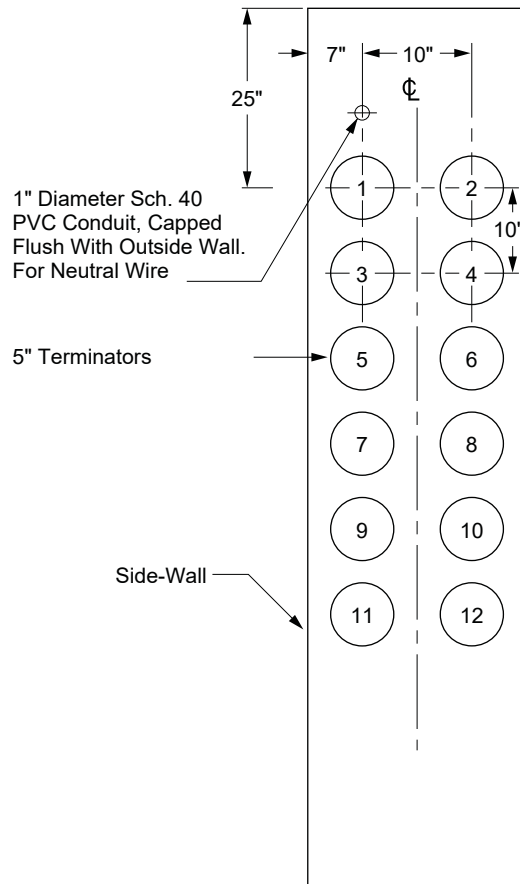 7"
10"
25"
℄
1" Diameter Sch. 40
PVC Conduit, Capped
Flush With Outside Wall.
For Neutral Wire
1
2
10"
3
4
5" Terminators
5
6
7
8
9
10
Side-Wall
11
12